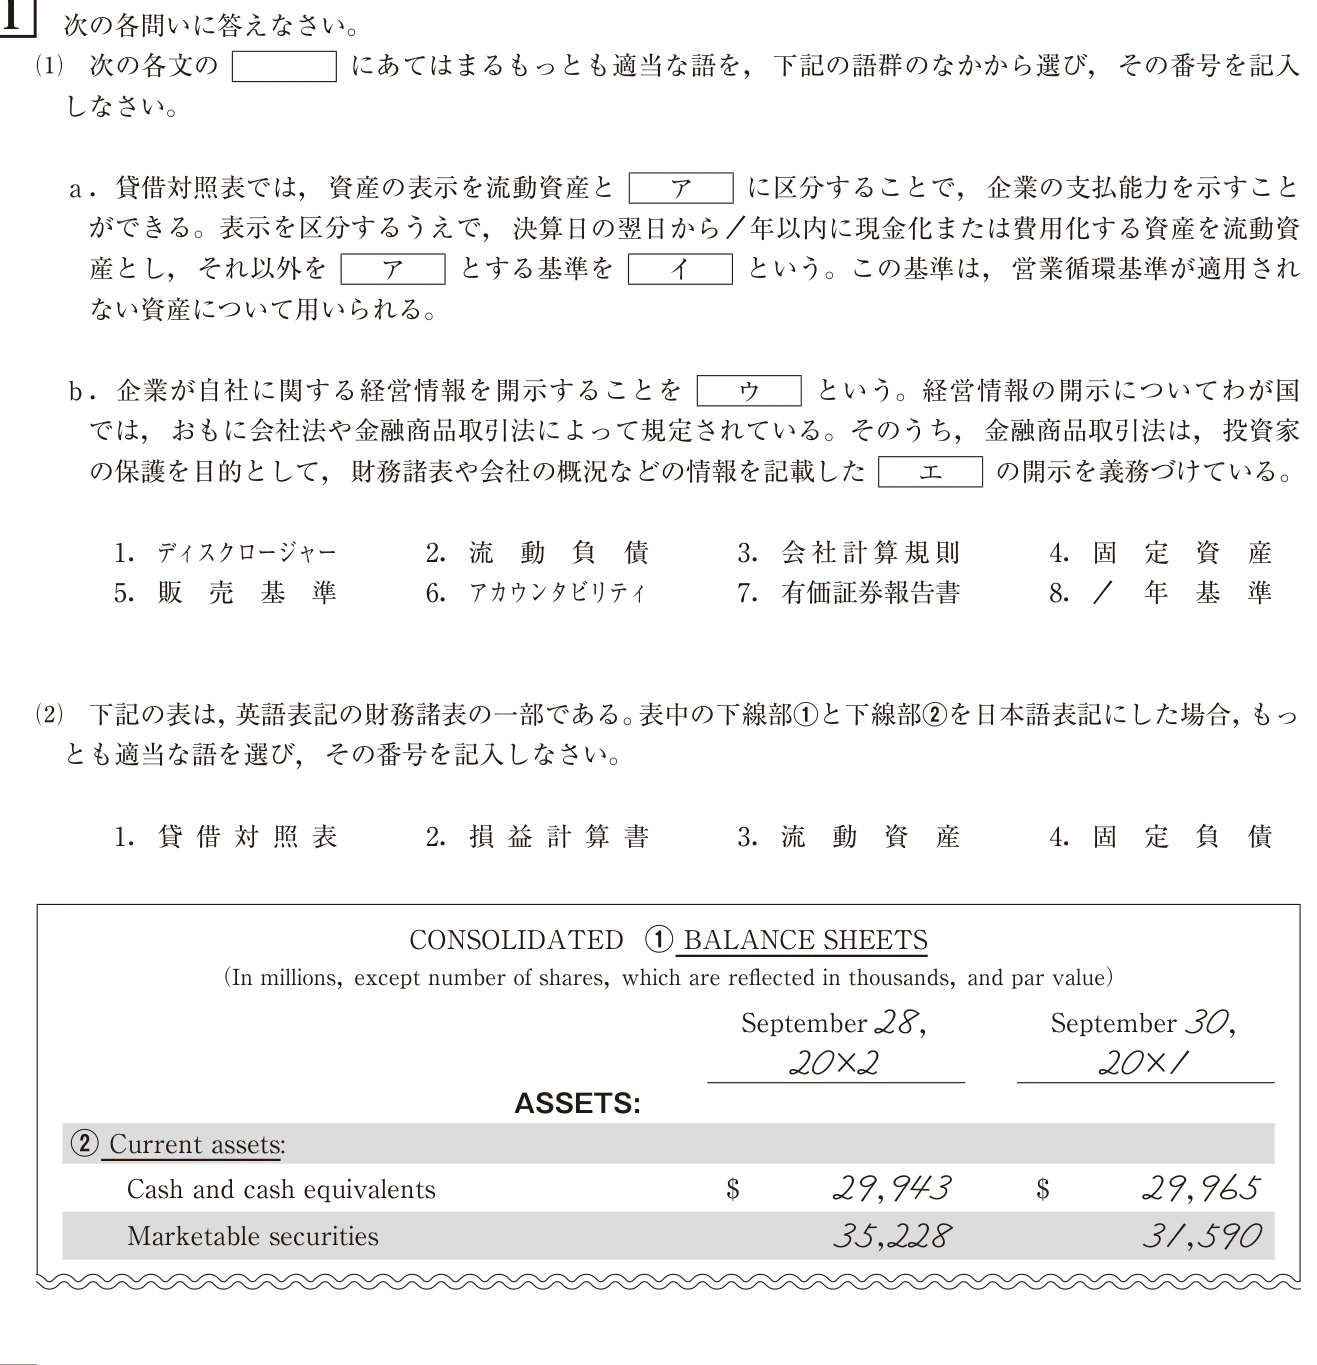 1 次の各問いに答えなさい。
⑴ 次の各文の にあてはまるもっとも適当な語を，下記の語群のなかから選び，その番号を記入
しなさい。
a．貸借対照表では，資産の表示を流動資産と ア に区分することで，企業の支払能力を示すこと
ができる。表示を区分するうえで，決算日の翌日から1年以内に現金化または費用化する資産を流動資
産とし，それ以外を ア とする基準を イ という。この基準は，営業循環基準が適用され
ない資産について用いられる。
b．企業が自社に関する経営情報を開示することを ウ という。経営情報の開示についてわが国
では，おもに会社法や金融商品取引法によって規定されている。そのうち，金融商品取引法は，投資家
の保護を目的として，財務諸表や会社の概況などの情報を記載した エ の開示を義務づけている。
1．ディスクロージャー 2．流動負債 3．会社計算規則 4．固定資産
5．販売基準 6．アカウンタビリティ 7．有価証券報告書 8．1年基準
⑵ 下記の表は，英語表記の財務諸表の一部である。表中の下線部①と下線部②を日本語表記にした場合，もっ
とも適当な語を選び，その番号を記入しなさい。
1．貸借対照表 2．損益計算書 3．流動資産 4．固定負債
CONSOLIDATED ① BALANCE SHEETS
(In millions, except number of shares, which are reflected in thousands, and par value)
September 28, September 30,
20×2 20×1
ASSETS:
② Current assets:
Cash and cash equivalents $ 29,943 $ 29,965
Marketable securities 35,228 31,590